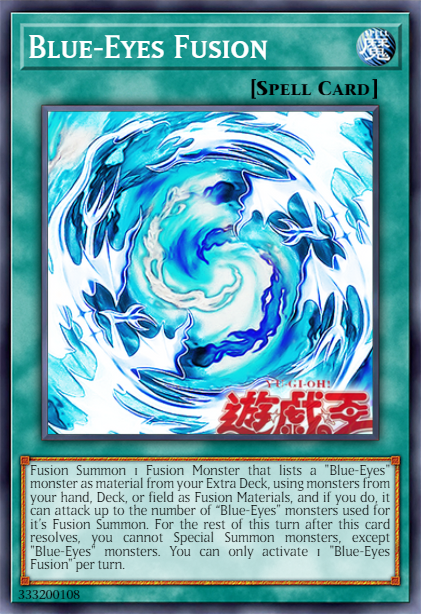 Blue-Eyes Fusion
魔
[Spell Card]
YU-GI-OH!
遊戯王
Fusion Summon 1 Fusion Monster that lists a "Blue-Eyes"
monster as material from your Extra Deck, using monsters from
your hand, Deck, or field as Fusion Materials, and if you do, it
can attack up to the number of “Blue-Eyes” monsters used for
it’s Fusion Summon. For the rest of this turn after this card
resolves, you cannot Special Summon monsters, except
"Blue-Eyes" monsters. You can only activate 1 "Blue-Eyes
Fusion" per turn.
333200108